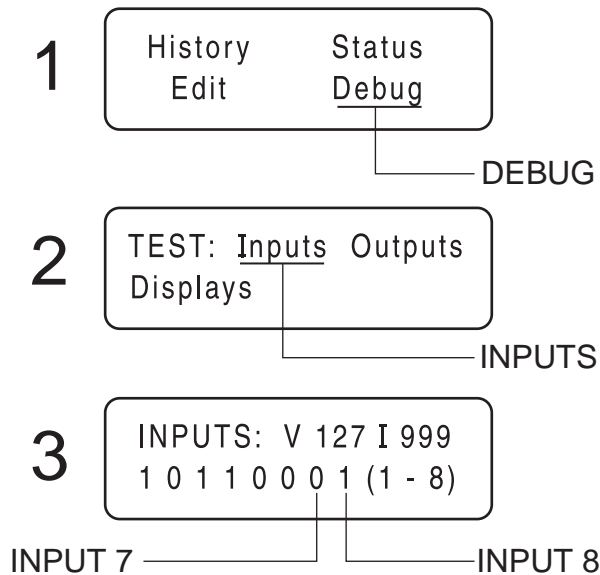 1
History Status
Edit Debug
DEBUG
2
TEST: Inputs Outputs
Displays
INPUTS
3
INPUTS: V 127 I 999
1 0 1 1 0 0 0 1 (1 - 8)
INPUT 7 INPUT 8